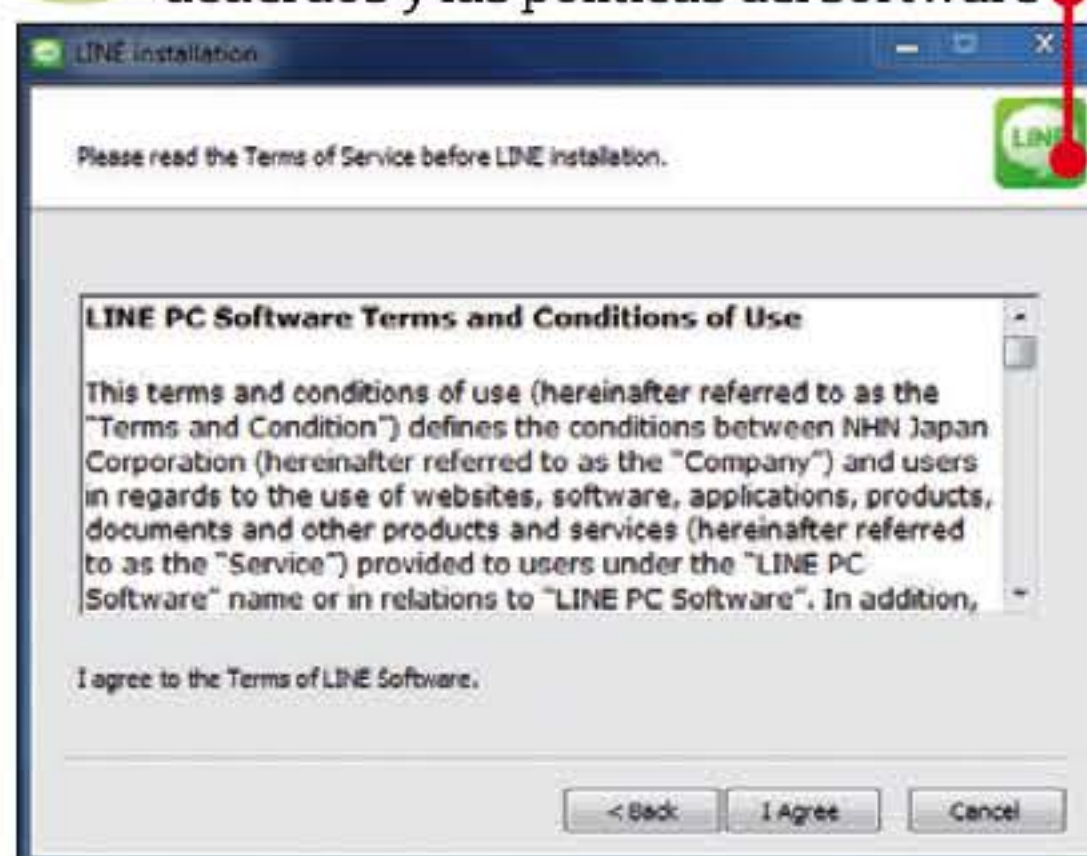 acuerdos y las políticas del software
LINE installation
Please read the Terms of Service before LINE installation.
LINE
LINE PC Software Terms and Conditions of Use
This terms and conditions of use (hereinafter referred to as the
"Terms and Condition") defines the conditions between NHN Japan
Corporation (hereinafter referred to as the "Company") and users
in regards to the use of websites, software, applications, products,
documents and other products and services (hereinafter referred
to as the "Service") provided to users under the "LINE PC
Software" name or in relations to "LINE PC Software". In addition,
I agree to the Terms of LINE Software.
< Back
I Agree
Cancel